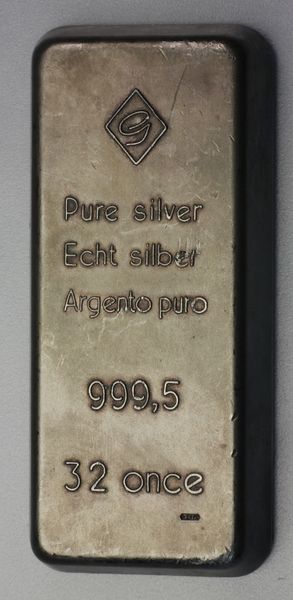 G
Pure silver
Echt silber
Argento puro
999,5
32 once